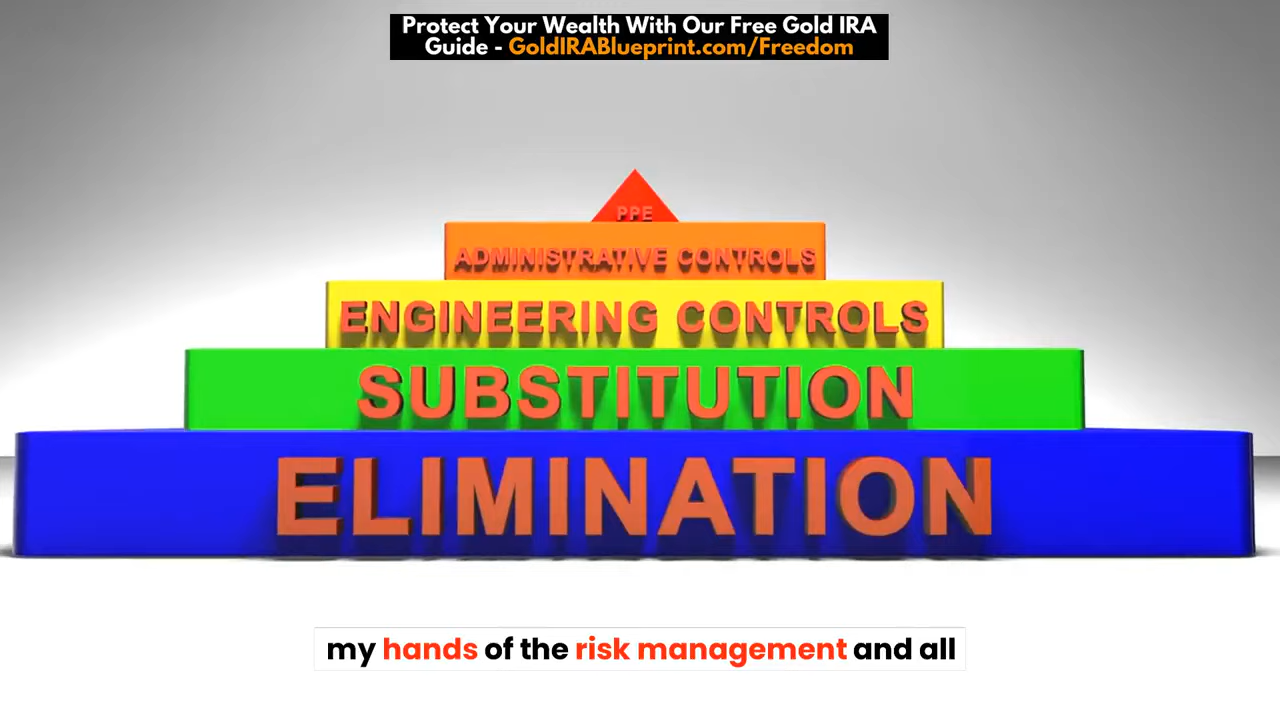 Protect Your Wealth With Our Free Gold IRA
Guide - GoldIRABlueprint.com/Freedom
PPE
ADMINISTRATIVE CONTROLS
ENGINEERING CONTROLS
SUBSTITUTION
ELIMINATION
my hands of the risk management and all